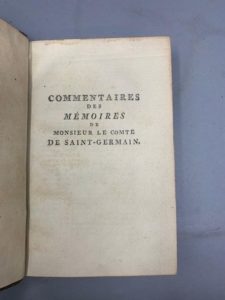 COMMENTAIRES
DES
MÉMOIRES
DE
MONSIEUR LE COMTE
DE SAINT-GERMAIN.